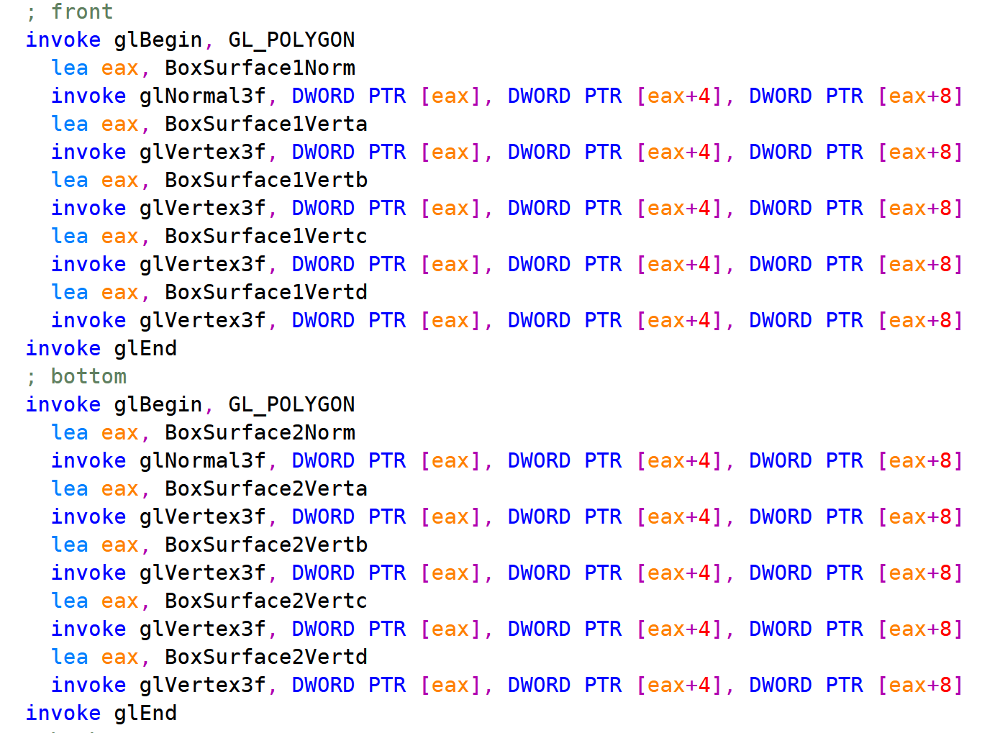 ; front
invoke glBegin, GL_POLYGON
lea eax, BoxSurface1Norm
invoke glNormal3f, DWORD PTR [eax], DWORD PTR [eax+4], DWORD PTR [eax+8]
lea eax, BoxSurface1Verta
invoke glVertex3f, DWORD PTR [eax], DWORD PTR [eax+4], DWORD PTR [eax+8]
lea eax, BoxSurface1Vertb
invoke glVertex3f, DWORD PTR [eax], DWORD PTR [eax+4], DWORD PTR [eax+8]
lea eax, BoxSurface1Vertc
invoke glVertex3f, DWORD PTR [eax], DWORD PTR [eax+4], DWORD PTR [eax+8]
lea eax, BoxSurface1Vertd
invoke glVertex3f, DWORD PTR [eax], DWORD PTR [eax+4], DWORD PTR [eax+8]
invoke glEnd
; bottom
invoke glBegin, GL_POLYGON
lea eax, BoxSurface2Norm
invoke glNormal3f, DWORD PTR [eax], DWORD PTR [eax+4], DWORD PTR [eax+8]
lea eax, BoxSurface2Verta
invoke glVertex3f, DWORD PTR [eax], DWORD PTR [eax+4], DWORD PTR [eax+8]
lea eax, BoxSurface2Vertb
invoke glVertex3f, DWORD PTR [eax], DWORD PTR [eax+4], DWORD PTR [eax+8]
lea eax, BoxSurface2Vertc
invoke glVertex3f, DWORD PTR [eax], DWORD PTR [eax+4], DWORD PTR [eax+8]
lea eax, BoxSurface2Vertd
invoke glVertex3f, DWORD PTR [eax], DWORD PTR [eax+4], DWORD PTR [eax+8]
invoke glEnd